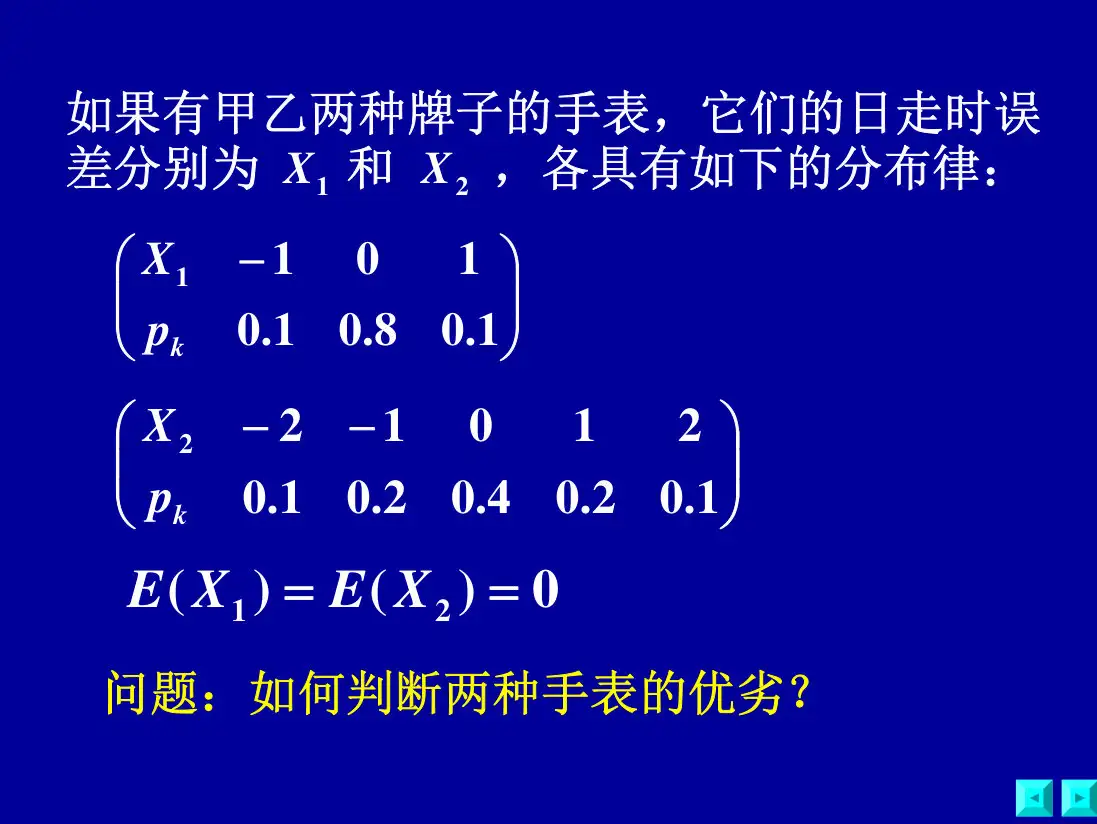 如果有甲乙两种牌子的手表，它们的日走时误
差分别为 X₁ 和 X₂ ，各具有如下的分布律：
X₁ −1 0 1
pₖ 0.1 0.8 0.1
X₂ −2 −1 0 1 2
pₖ 0.1 0.2 0.4 0.2 0.1
E(X₁) = E(X₂) = 0
问题：如何判断两种手表的优劣？